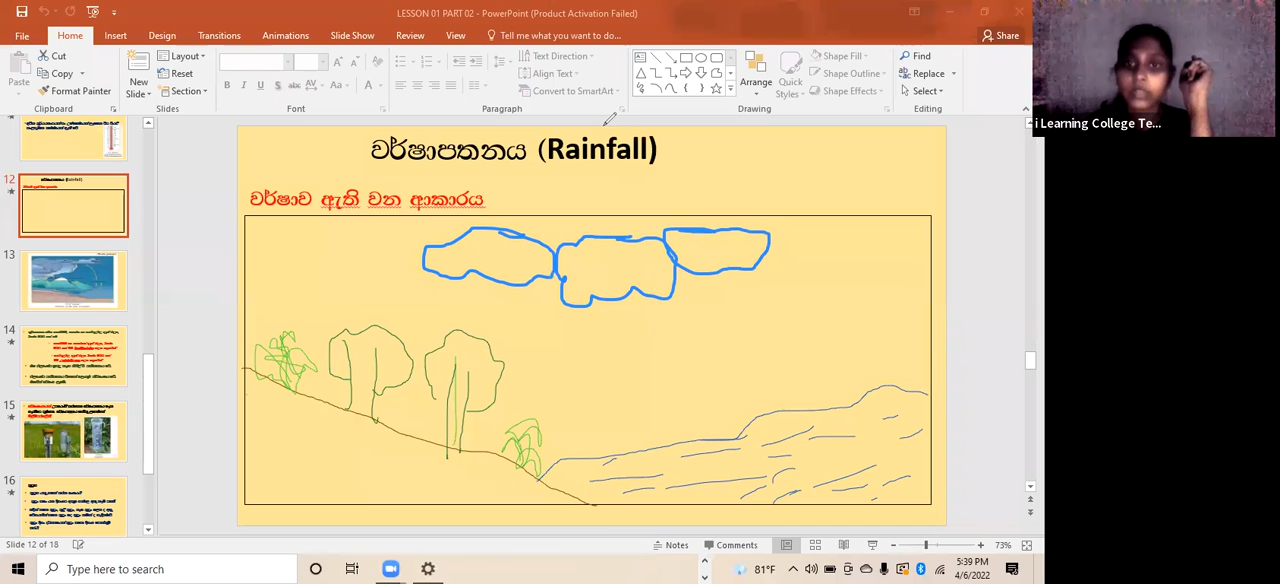 LESSON 01 PART 02 - PowerPoint (Product Activation Failed)
File Home Insert Design Transitions Animations Slide Show Review View Tell me what you want to do... Share
Paste
Cut
Copy
Format Painter
Clipboard
New Slide
Layout
Reset
Section
Slides
B I U S abc AV Aa A
Font
Text Direction
Align Text
Convert to SmartArt
Paragraph
Arrange
Quick Styles
Shape Fill
Shape Outline
Shape Effects
Drawing
Find
Replace
Select
Editing
i Learning College Te...
12
13
14
15
16
වර්ෂාපතනය (Rainfall)
වර්ෂාව ඇති වන ආකාරය
Slide 12 of 18
Notes
Comments
73%
Type here to search
81°F
5:39 PM
4/6/2022